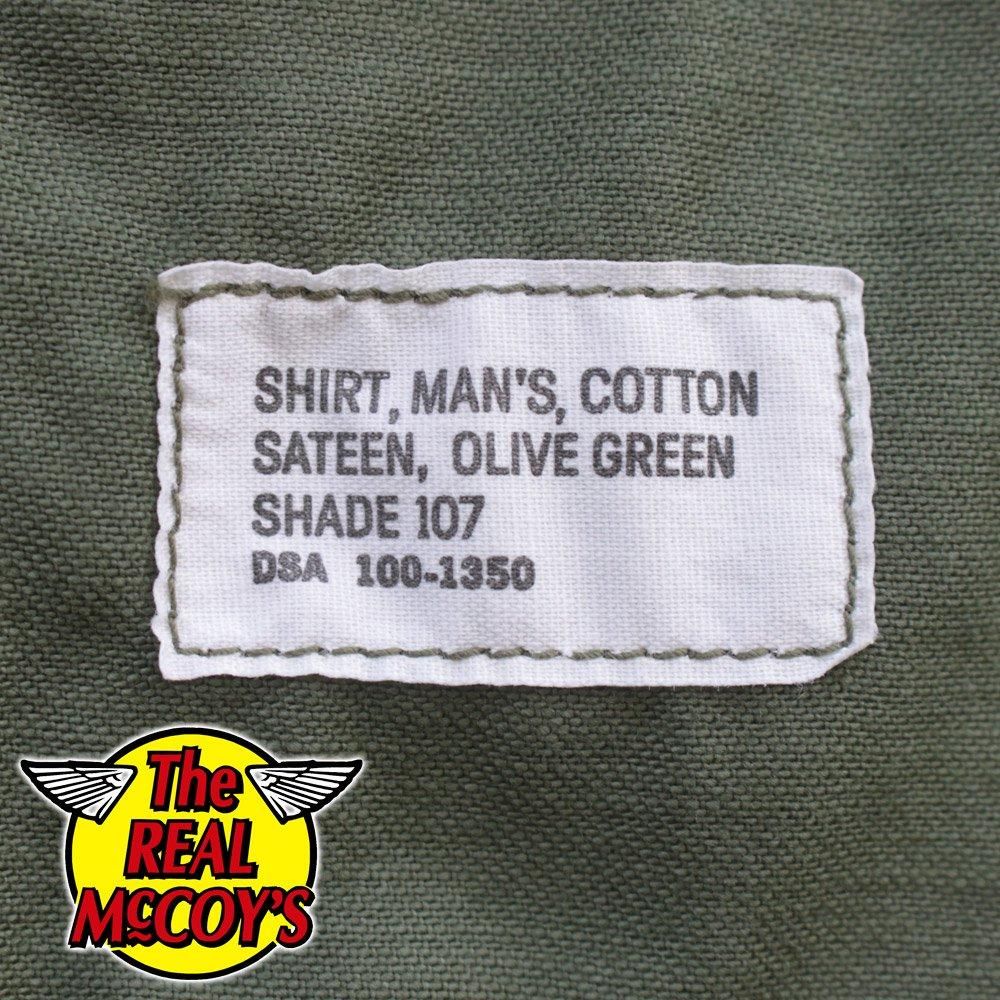 SHIRT, MAN'S, COTTON
SATEEN, OLIVE GREEN
SHADE 107
DSA 100-1350
The
REAL
McCOY'S